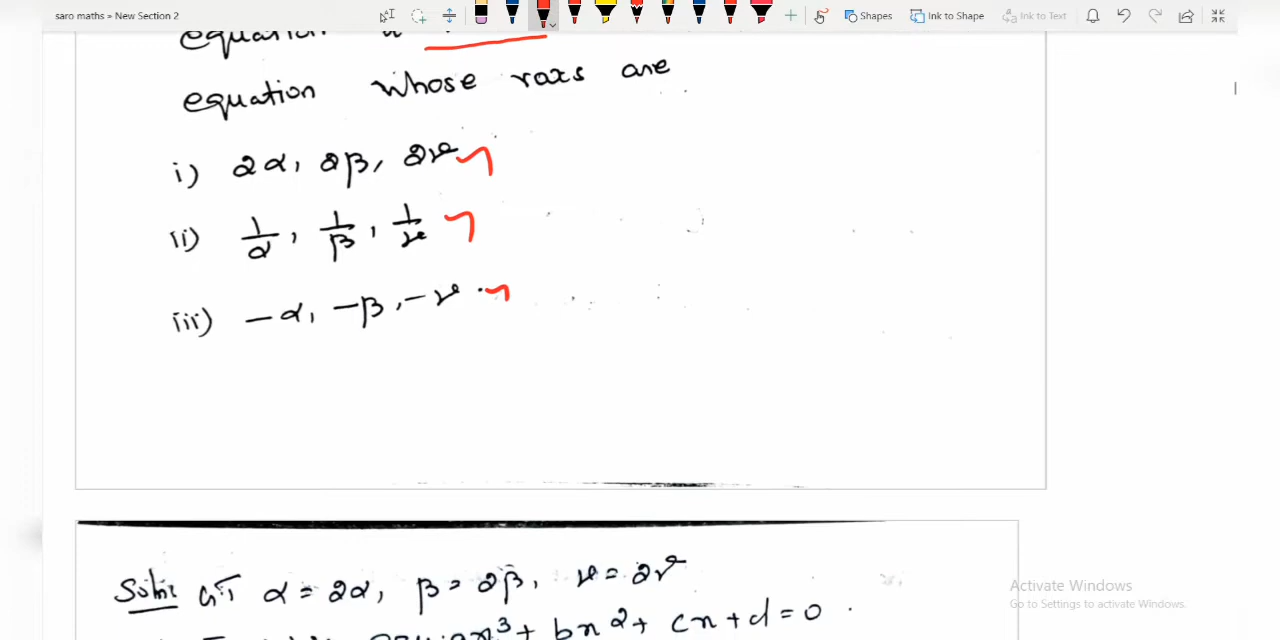 saro maths > New Section 2
Shapes Ink to Shape Ink to Text
equation
equation whose roots are
i) 2α, 2β, 2γ
ii) 1/α, 1/β, 1/γ
iii) -α, -β, -γ
Soln: α = 2α, β = 2β, γ = 2γ
ax³ + bx² + cx + d = 0
Activate Windows
Go to Settings to activate Windows.